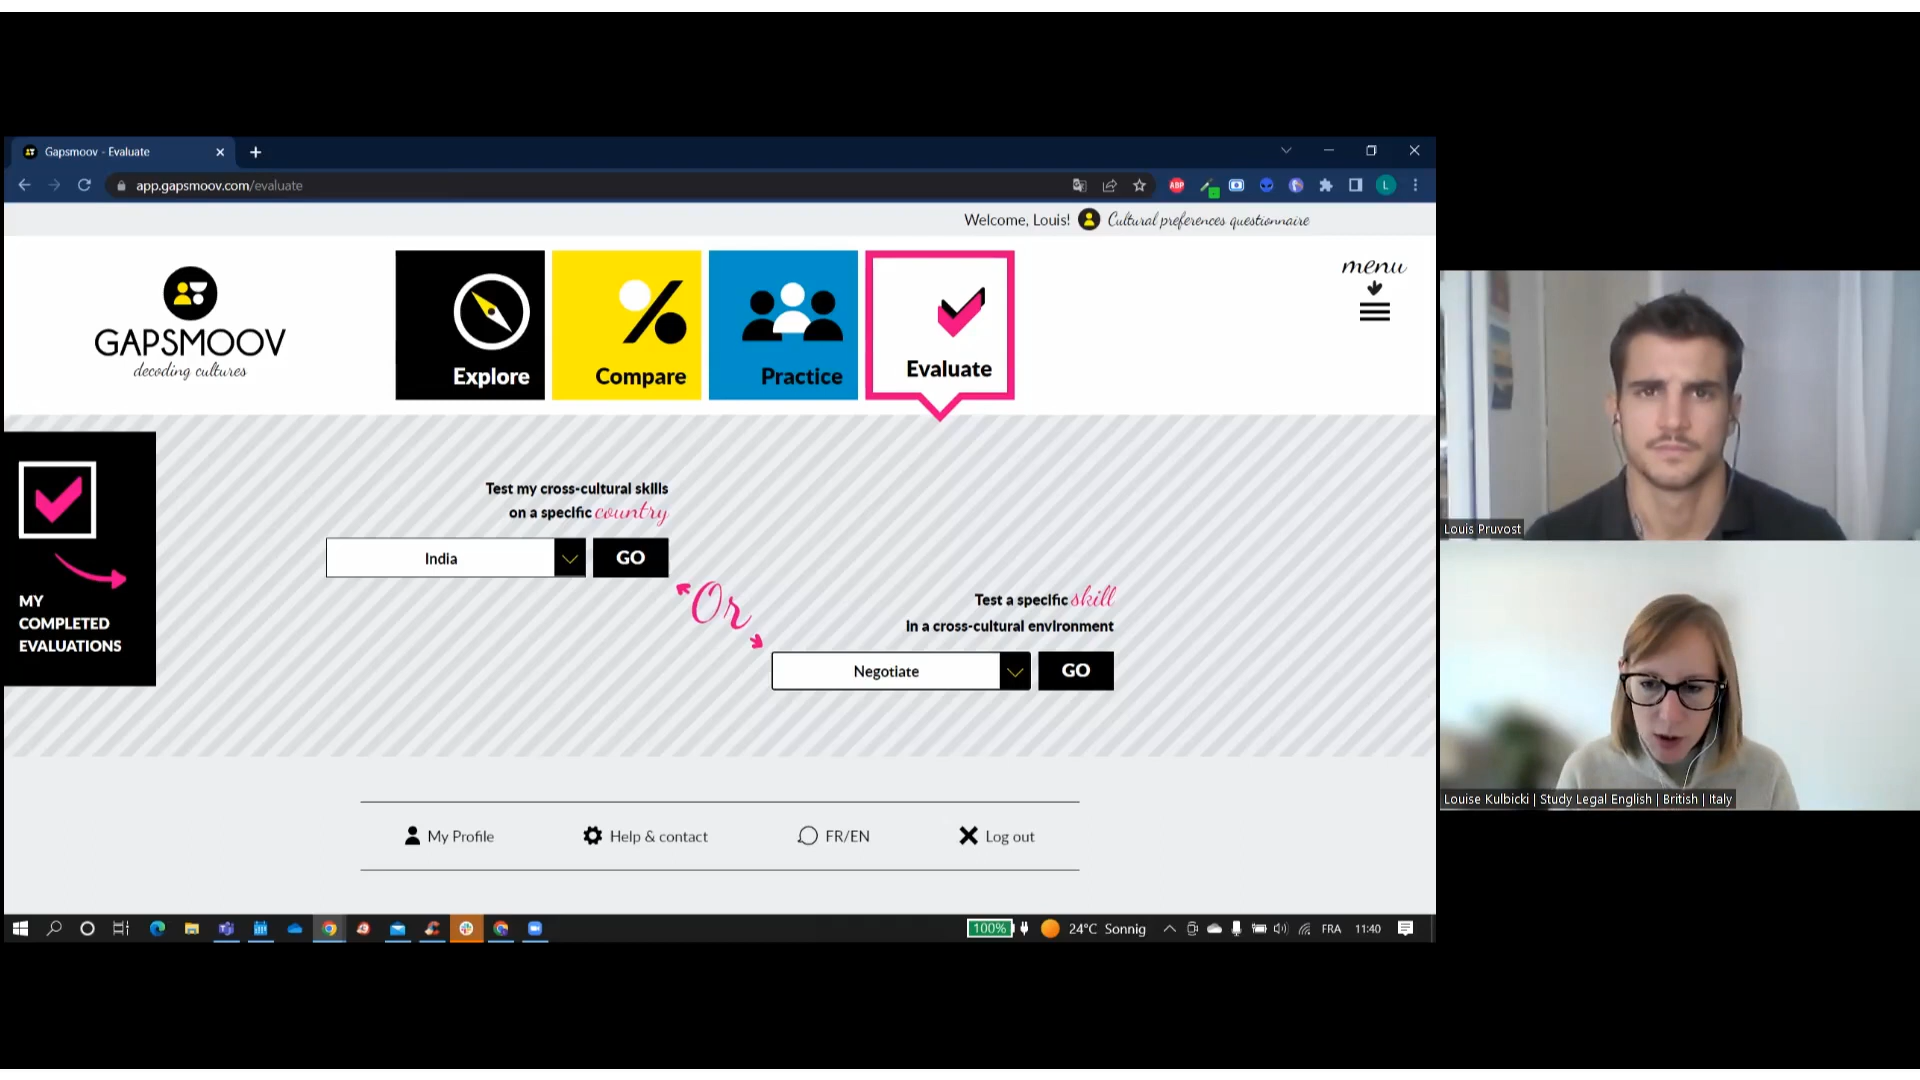 Gapsmoov - Evaluate
app.gapsmoov.com/evaluate
ABP
L
Welcome, Louis!
Cultural preferences questionnaire
GAPSMOOV
decoding cultures
Explore
Compare
Practice
Evaluate
menu
MY
COMPLETED
EVALUATIONS
Test my cross-cultural skills
on a specific country
India
GO
Or
Test a specific skill
in a cross-cultural environment
Negotiate
GO
My Profile
Help & contact
FR/EN
Log out
100%
24°C Sonnig
FRA
11:40
Louis Pruvost
Louise Kulbicki | Study Legal English | British | Italy